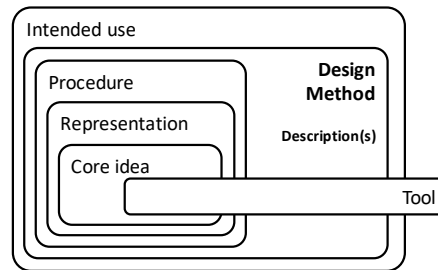 Intended use
Design
Method
Procedure
Description(s)
Representation
Core idea
Tool